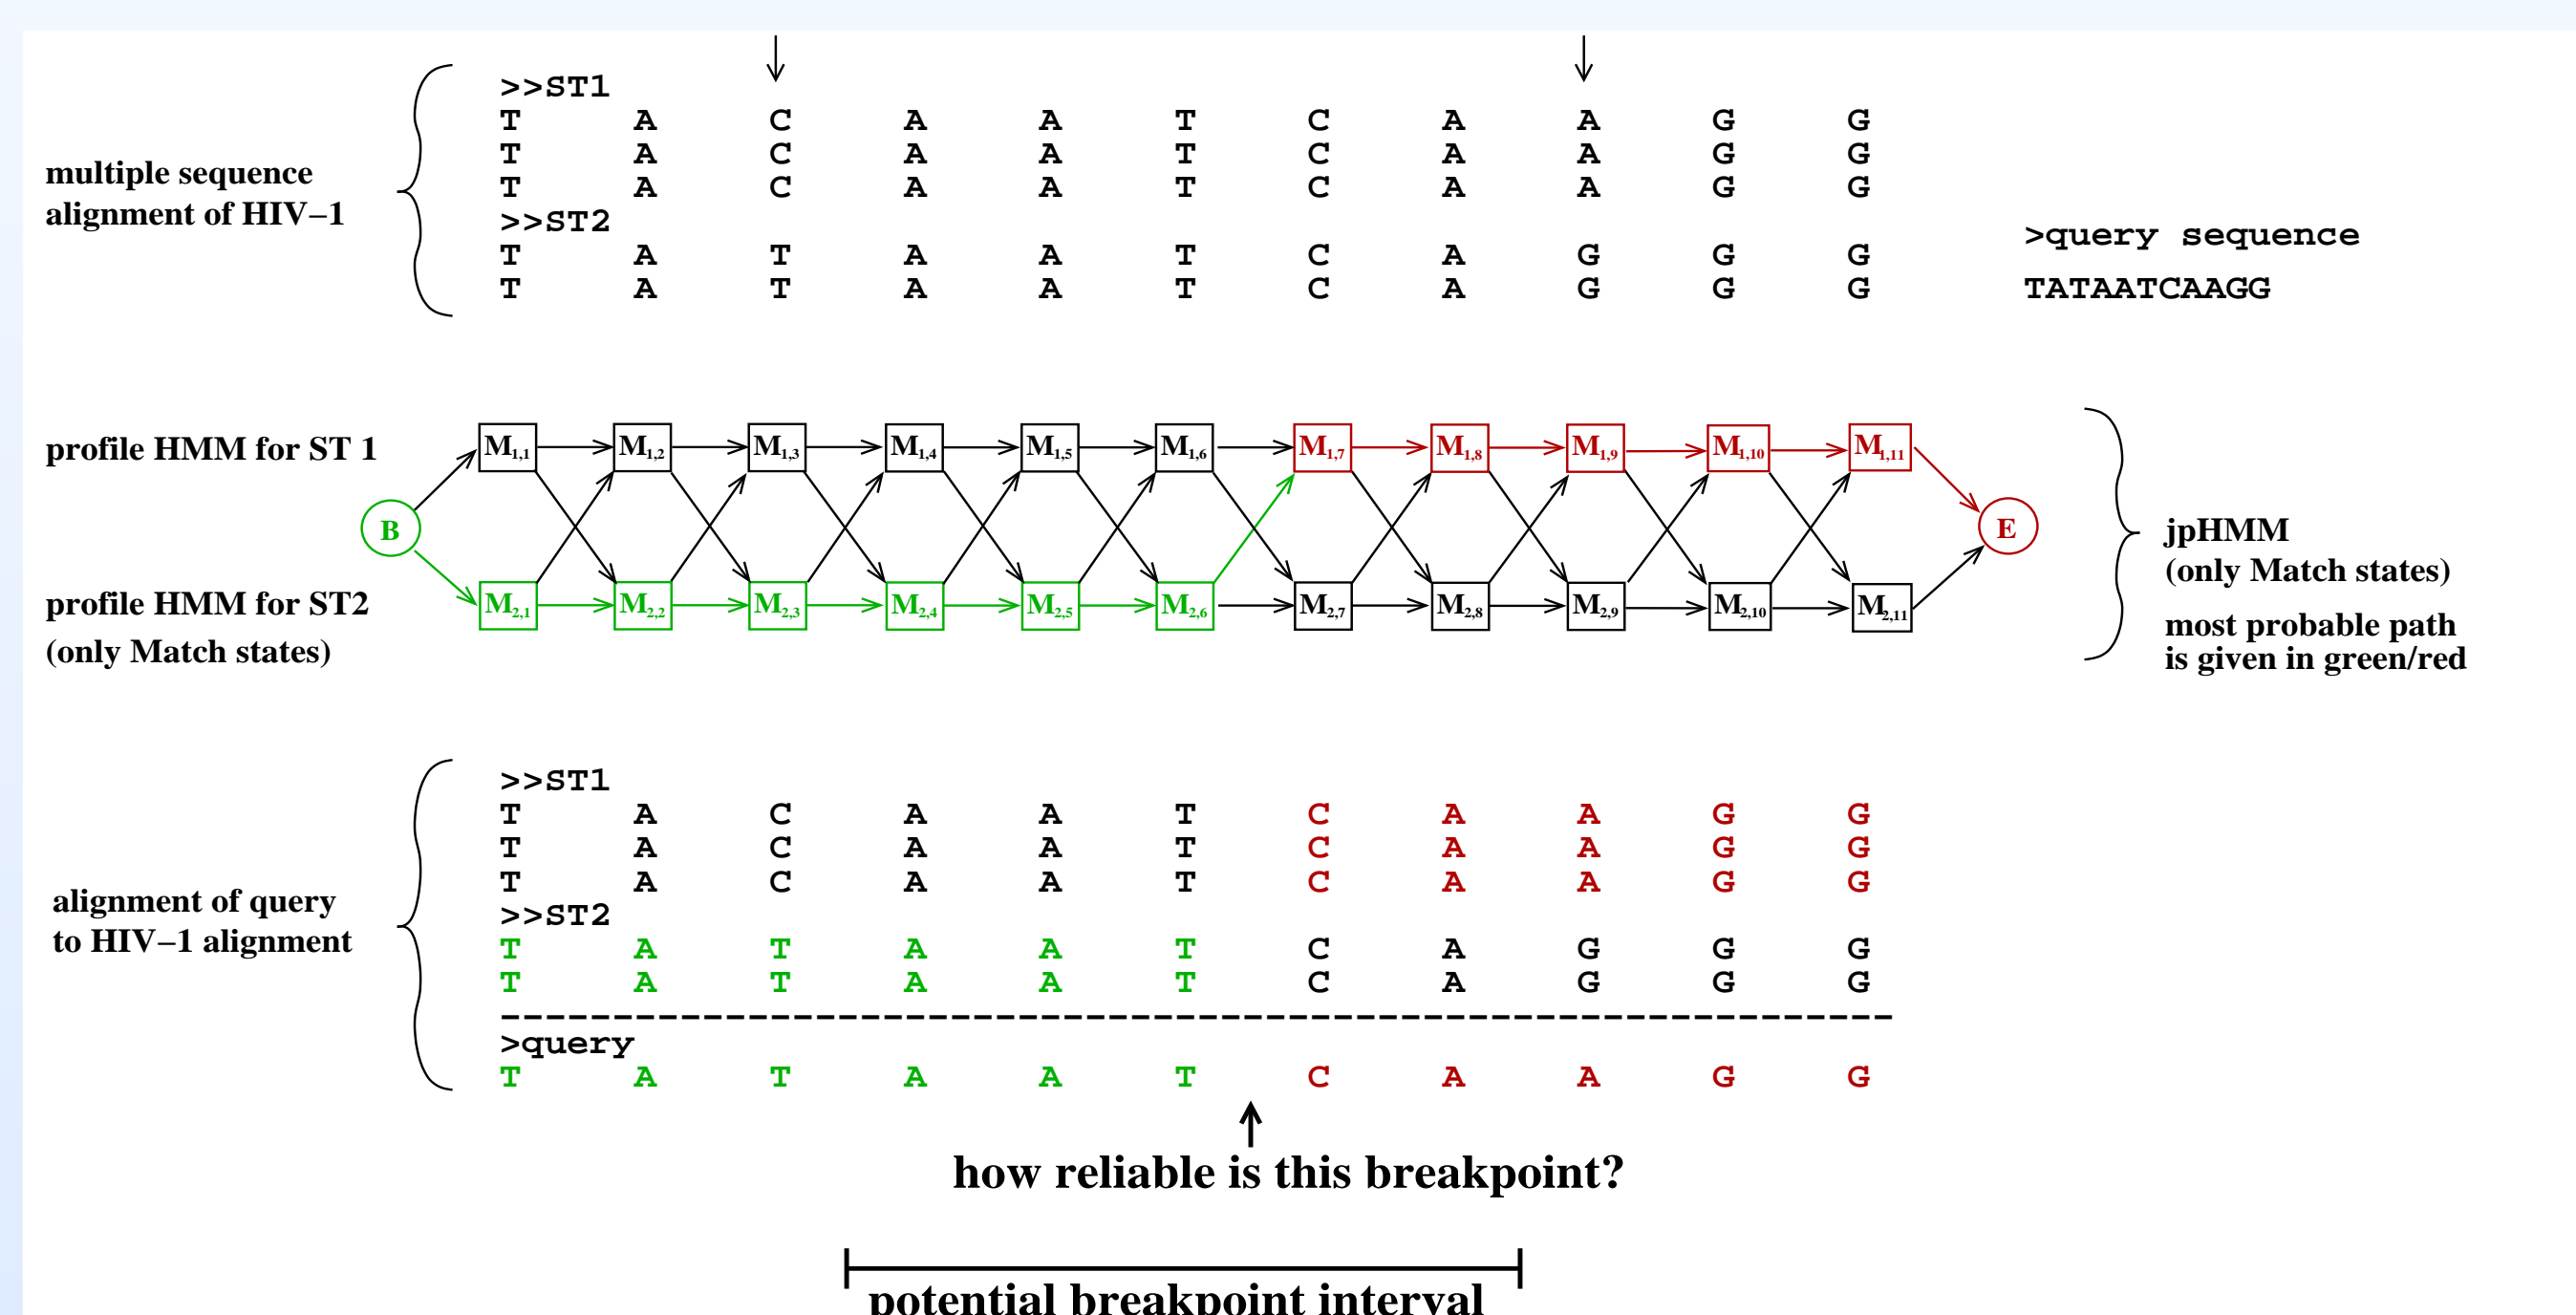 >>ST1
T A C A A T C A A G G
T A C A A T C A A G G
T A C A A T C A A G G
>>ST2
T A T A A T C A G G G
T A T A A T C A G G G
multiple sequence
alignment of HIV–1
>query sequence
TATAATCAAGG
profile HMM for ST 1
M1,1 M1,2 M1,3 M1,4 M1,5 M1,6 M1,7 M1,8 M1,9 M1,10 M1,11
B
E
profile HMM for ST2
(only Match states)
M2,1 M2,2 M2,3 M2,4 M2,5 M2,6 M2,7 M2,8 M2,9 M2,10 M2,11
jpHMM
(only Match states)
most probable path
is given in green/red
>>ST1
T A C A A T C A A G G
T A C A A T C A A G G
T A C A A T C A A G G
>>ST2
T A T A A T C A G G G
T A T A A T C A G G G
alignment of query
to HIV–1 alignment
>query
T A T A A T C A A G G
how reliable is this breakpoint?
potential breakpoint interval